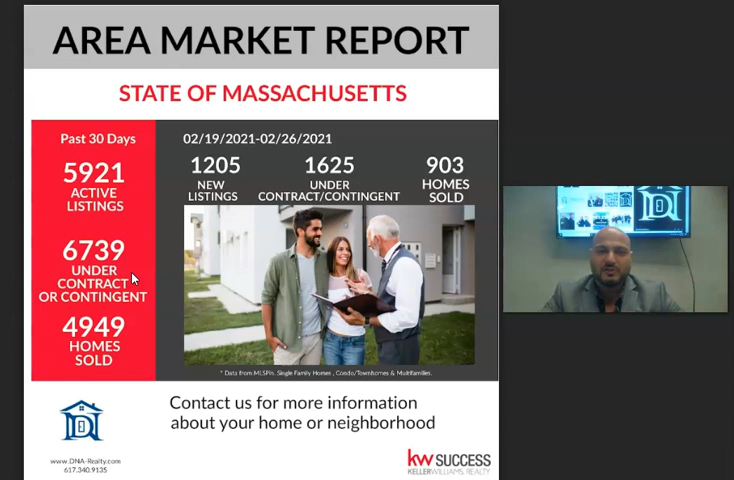 AREA MARKET REPORT
STATE OF MASSACHUSETTS
Past 30 Days
5921
ACTIVE
LISTINGS
6739
UNDER
CONTRACT
OR CONTINGENT
4949
HOMES
SOLD
02/19/2021-02/26/2021
1205
NEW
LISTINGS
1625
UNDER
CONTRACT/CONTINGENT
903
HOMES
SOLD
* Data from MLSPin. Single Family Homes , Condo/Townhomes & Multifamilies.
Contact us for more information
about your home or neighborhood
www.DNA-Realty.com
617.340.9135
kw SUCCESS
KELLERWILLIAMS. REALTY